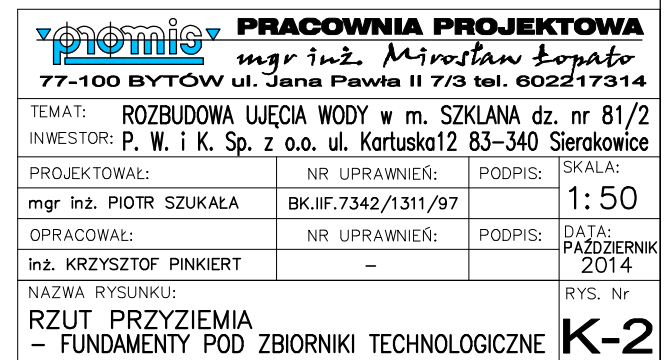 promis PRACOWNIA PROJEKTOWA
mgr inż. Mirosław Łopato
77-100 BYTÓW ul. Jana Pawła II 7/3 tel. 602217314
TEMAT: ROZBUDOWA UJĘCIA WODY w m. SZKLANA dz. nr 81/2
INWESTOR: P. W. i K. Sp. z o.o. ul. Kartuska12 83-340 Sierakowice
PROJEKTOWAŁ: NR UPRAWNIEŃ: PODPIS: SKALA:
mgr inż. PIOTR SZUKAŁA BK.IIF.7342/1311/97 1:50
OPRACOWAŁ: NR UPRAWNIEŃ: PODPIS: DATA:
PAŹDZIERNIK
inż. KRZYSZTOF PINKIERT – 2014
NAZWA RYSUNKU: RYS. Nr
RZUT PRZYZIEMIA
– FUNDAMENTY POD ZBIORNIKI TECHNOLOGICZNE K-2